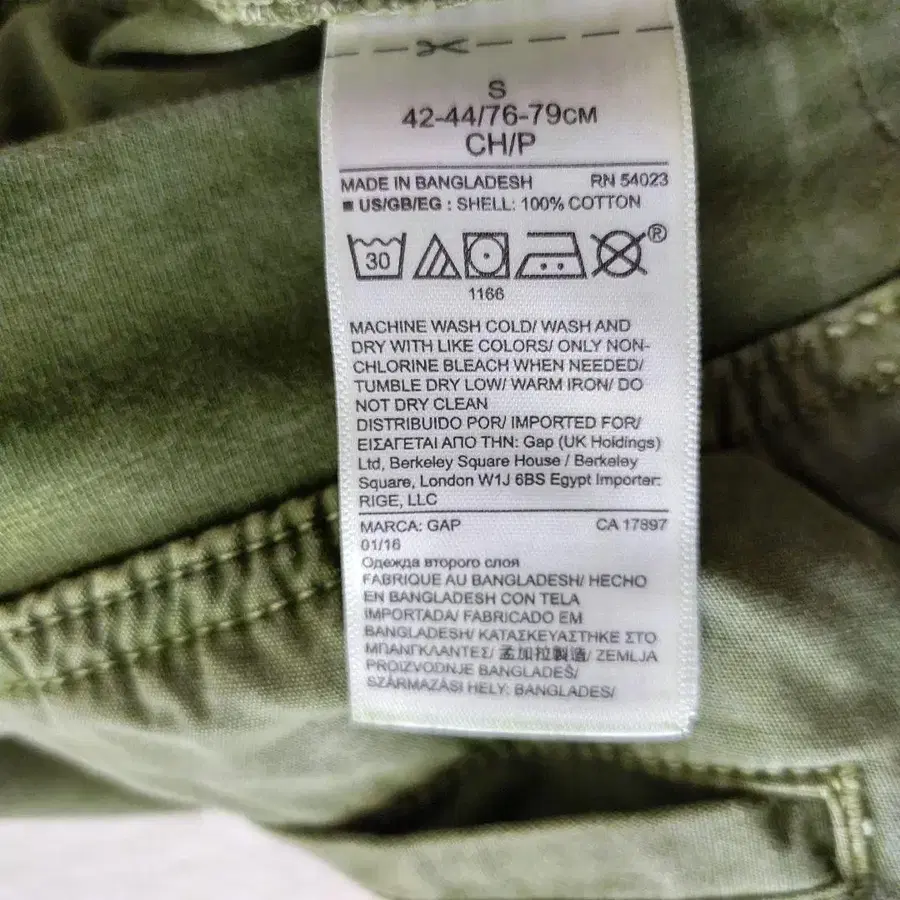 S
42-44/76-79CM
CH/P
MADE IN BANGLADESH RN 54023
■ US/GB/EG : SHELL: 100% COTTON
30 ®
1166
MACHINE WASH COLD/ WASH AND
DRY WITH LIKE COLORS/ ONLY NON-
CHLORINE BLEACH WHEN NEEDED/
TUMBLE DRY LOW/ WARM IRON/ DO
NOT DRY CLEAN
DISTRIBUIDO POR/ IMPORTED FOR/
ΕΙΣΑΓΕΤΑΙ ΑΠΟ ΤΗΝ: Gap (UK Holdings)
Ltd, Berkeley Square House / Berkeley
Square, London W1J 6BS Egypt Importer:
RIGE, LLC
MARCA: GAP CA 17897
01/16
Одежда второго слоя
FABRIQUE AU BANGLADESH/ HECHO
EN BANGLADESH CON TELA
IMPORTADA/ FABRICADO EM
BANGLADESH/ ΚΑΤΑΣΚΕΥΑΣΤΗΚΕ ΣΤΟ
ΜΠΑΝΓΚΛΑΝΤΕΣ/ 孟加拉製造/ ZEMLJA
PROIZVODNJE BANGLADEŠ/
SZÁRMAZÁSI HELY: BANGLADES/